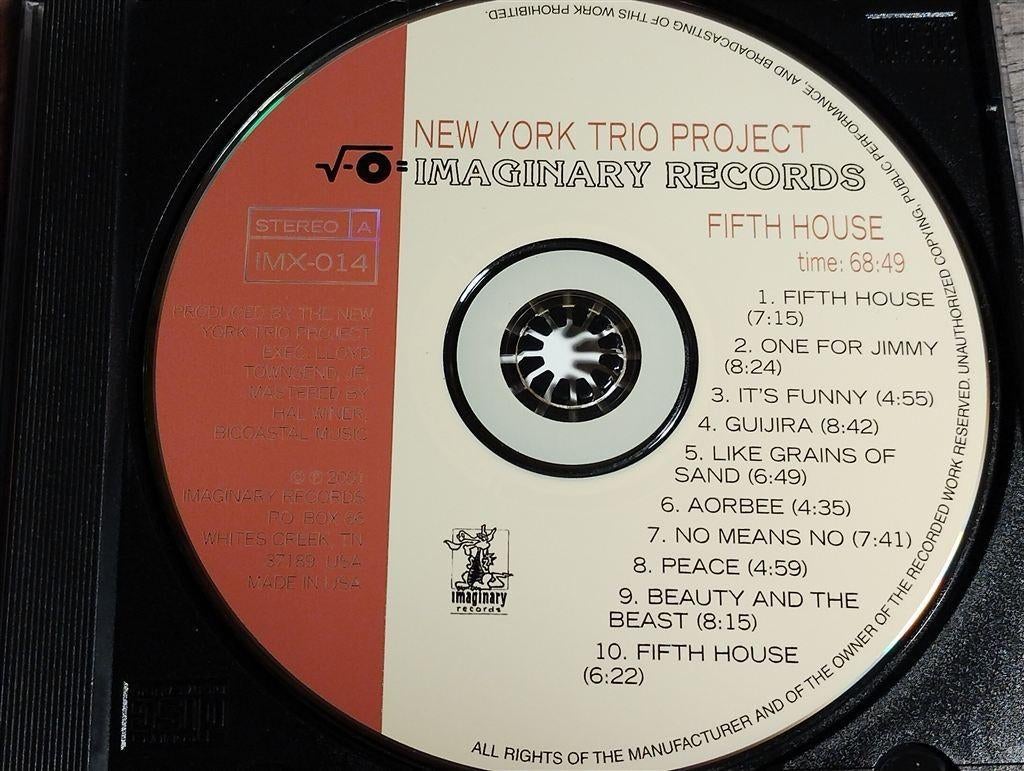 NEW YORK TRIO PROJECT
√-0=IMAGINARY RECORDS
FIFTH HOUSE
time: 68:49
STEREO A
IMX-014
PRODUCED BY THE NEW
YORK TRIO PROJECT
EXEC. LLOYD
TOWNSEND, JR.
MASTERED BY
HAL WINER,
BICOASTAL MUSIC
© ℗ 2001
IMAGINARY RECORDS
P.O. BOX 66
WHITES CREEK, TN
37189 USA
MADE IN USA
1. FIFTH HOUSE
(7:15)
2. ONE FOR JIMMY
(8:24)
3. IT'S FUNNY (4:55)
4. GUIJIRA (8:42)
5. LIKE GRAINS OF
SAND (6:49)
6. AORBEE (4:35)
7. NO MEANS NO (7:41)
8. PEACE (4:59)
9. BEAUTY AND THE
BEAST (8:15)
10. FIFTH HOUSE
(6:22)
imaginary
records
ALL RIGHTS OF THE MANUFACTURER AND OF THE OWNER OF THE RECORDED WORK RESERVED. UNAUTHORIZED COPYING, PUBLIC PERFORMANCE, AND BROADCASTING OF THIS WORK PROHIBITED.